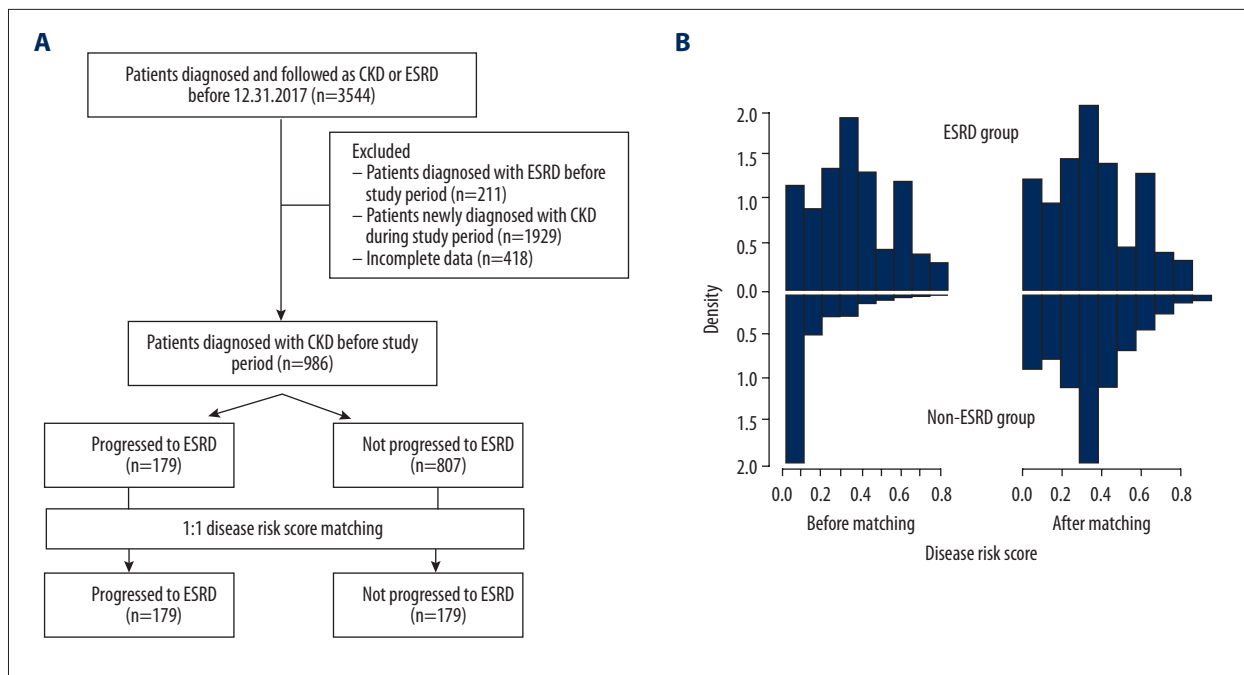 A
Patients diagnosed and followed as CKD or ESRD
before 12.31.2017 (n=3544)
Excluded
– Patients diagnosed with ESRD before
study period (n=211)
– Patients newly diagnosed with CKD
during study period (n=1929)
– Incomplete data (n=418)
Patients diagnosed with CKD before study
period (n=986)
Progressed to ESRD
(n=179)
Not progressed to ESRD
(n=807)
1:1 disease risk score matching
Progressed to ESRD
(n=179)
Not progressed to ESRD
(n=179)
B
ESRD group
2.0
1.5
1.0
0.5
0.0
0.5
1.0
1.5
2.0
Density
Non-ESRD group
0.0 0.2 0.4 0.6 0.8
Before matching
0.0 0.2 0.4 0.6 0.8
After matching
Disease risk score